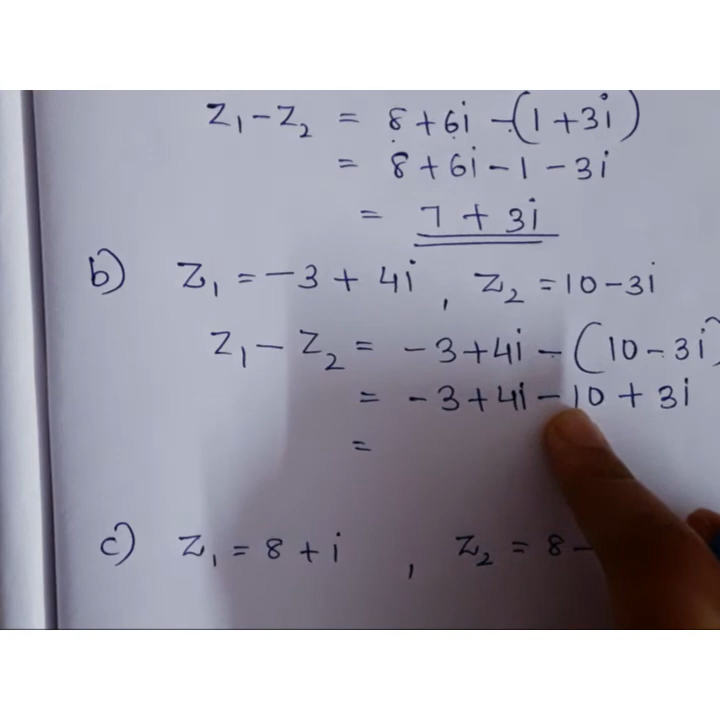 Z₁ - Z₂ = 8 + 6i - (1 + 3i)
= 8 + 6i - 1 - 3i
= 7 + 3i
b) Z₁ = -3 + 4i , Z₂ = 10 - 3i
Z₁ - Z₂ = -3 + 4i - (10 - 3i)
= -3 + 4i - 10 + 3i
=
c) Z₁ = 8 + i , Z₂ = 8 -